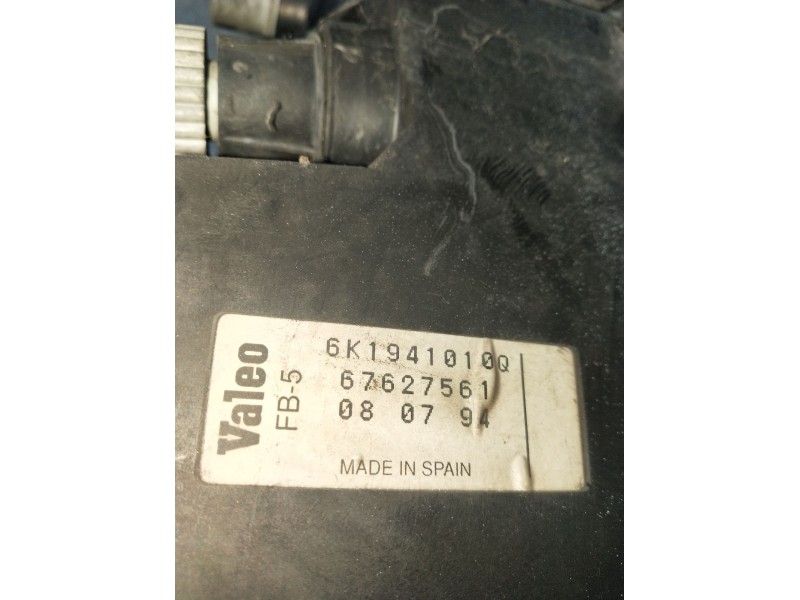 Valeo
FB-5
6K1941010Q
67627561
08 07 94
MADE IN SPAIN